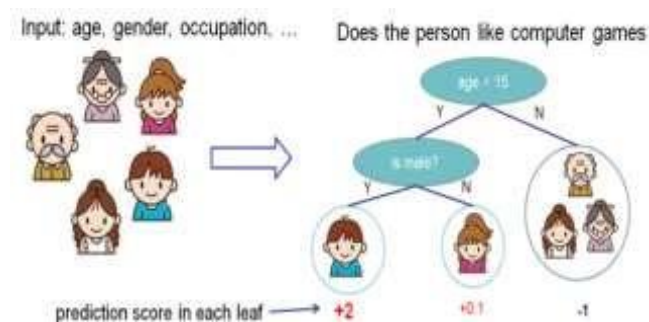 Input: age, gender, occupation, ...
Does the person like computer games
age < 15
Y
N
is male?
Y
N
prediction score in each leaf
+2
+0.1
-1